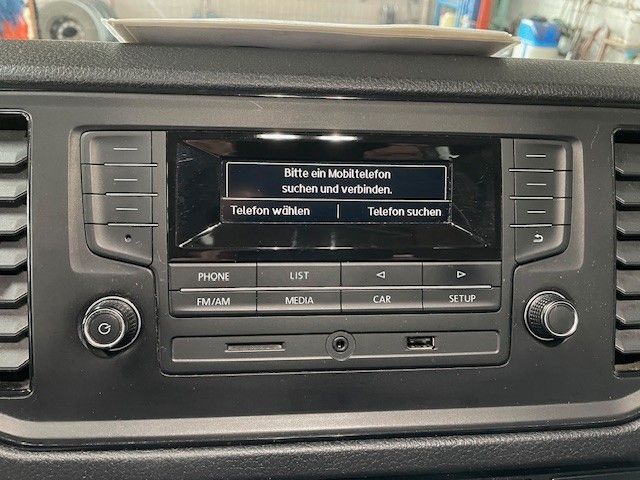 Bitte ein Mobiltelefon
suchen und verbinden.
Telefon wählen | Telefon suchen
PHONE LIST
FM/AM MEDIA CAR SETUP